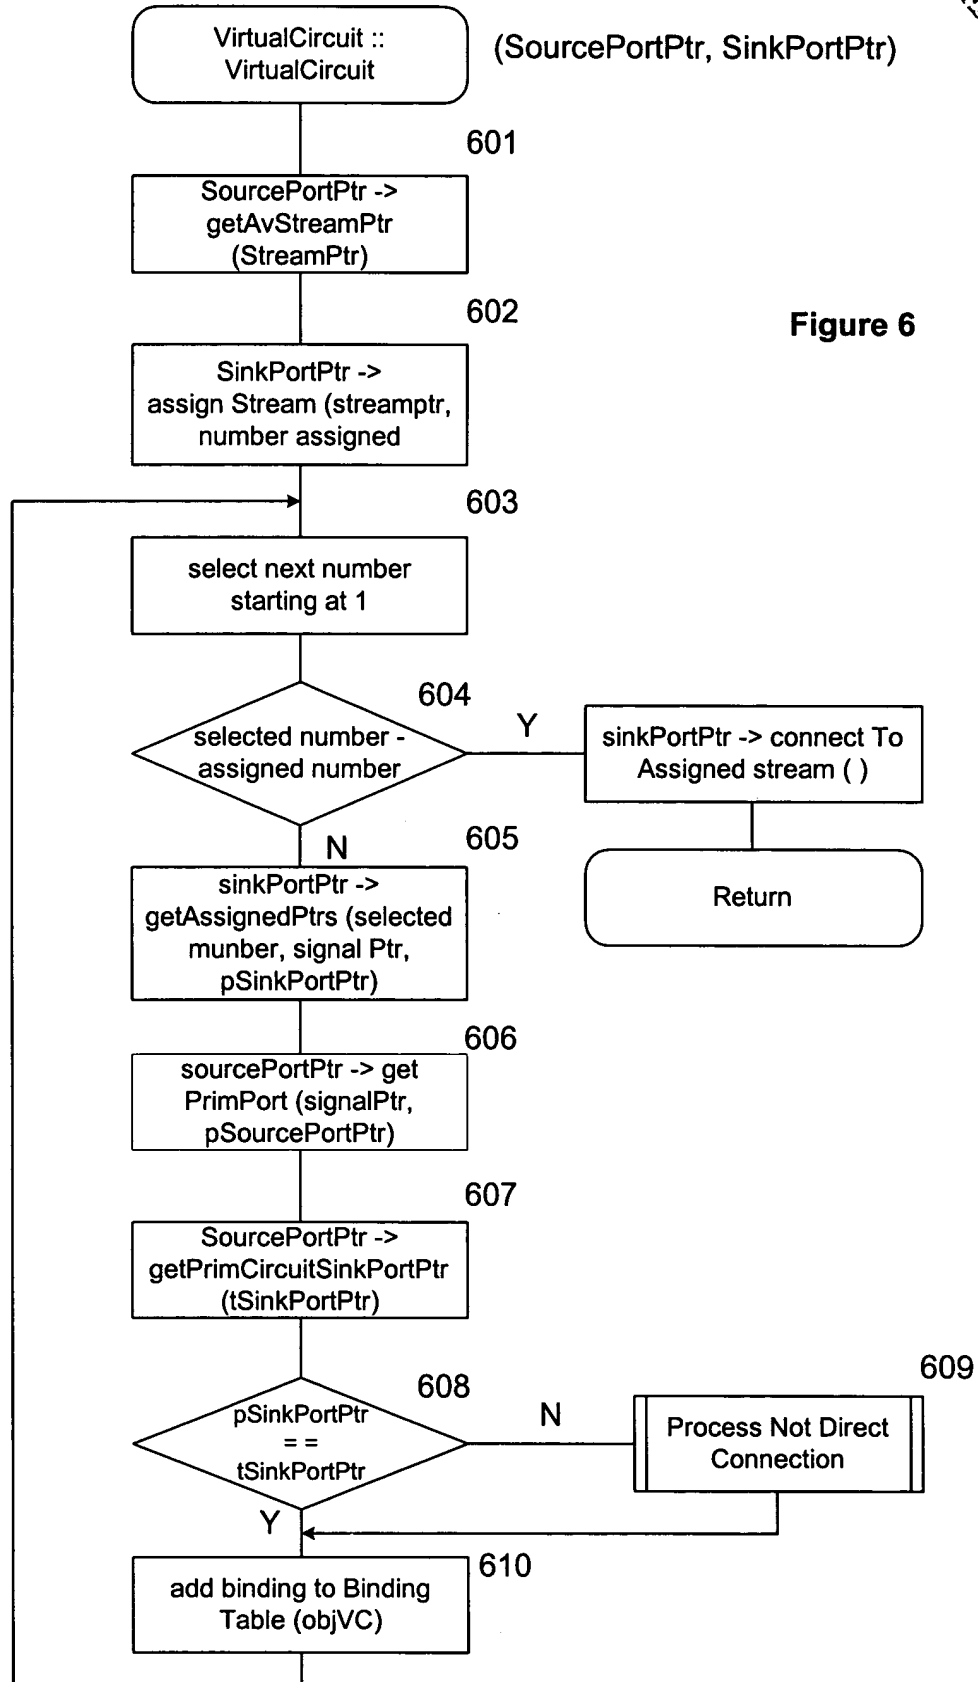 VirtualCircuit ::
VirtualCircuit
(SourcePortPtr, SinkPortPtr)
601
SourcePortPtr ->
getAvStreamPtr
(StreamPtr)
602
Figure 6
SinkPortPtr ->
assign Stream (streamptr,
number assigned
603
select next number
starting at 1
604
selected number -
assigned number
Y
sinkPortPtr -> connect To
Assigned stream ( )
N
605
Return
sinkPortPtr ->
getAssignedPtrs (selected
munber, signal Ptr,
pSinkPortPtr)
606
sourcePortPtr -> get
PrimPort (signalPtr,
pSourcePortPtr)
607
SourcePortPtr ->
getPrimCircuitSinkPortPtr
(tSinkPortPtr)
608
609
pSinkPortPtr
= =
tSinkPortPtr
N
Process Not Direct
Connection
Y
610
add binding to Binding
Table (objVC)